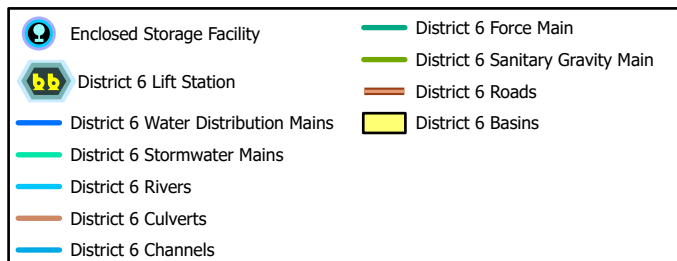 Enclosed Storage Facility
District 6 Lift Station
District 6 Water Distribution Mains
District 6 Stormwater Mains
District 6 Rivers
District 6 Culverts
District 6 Channels
District 6 Force Main
District 6 Sanitary Gravity Main
District 6 Roads
District 6 Basins